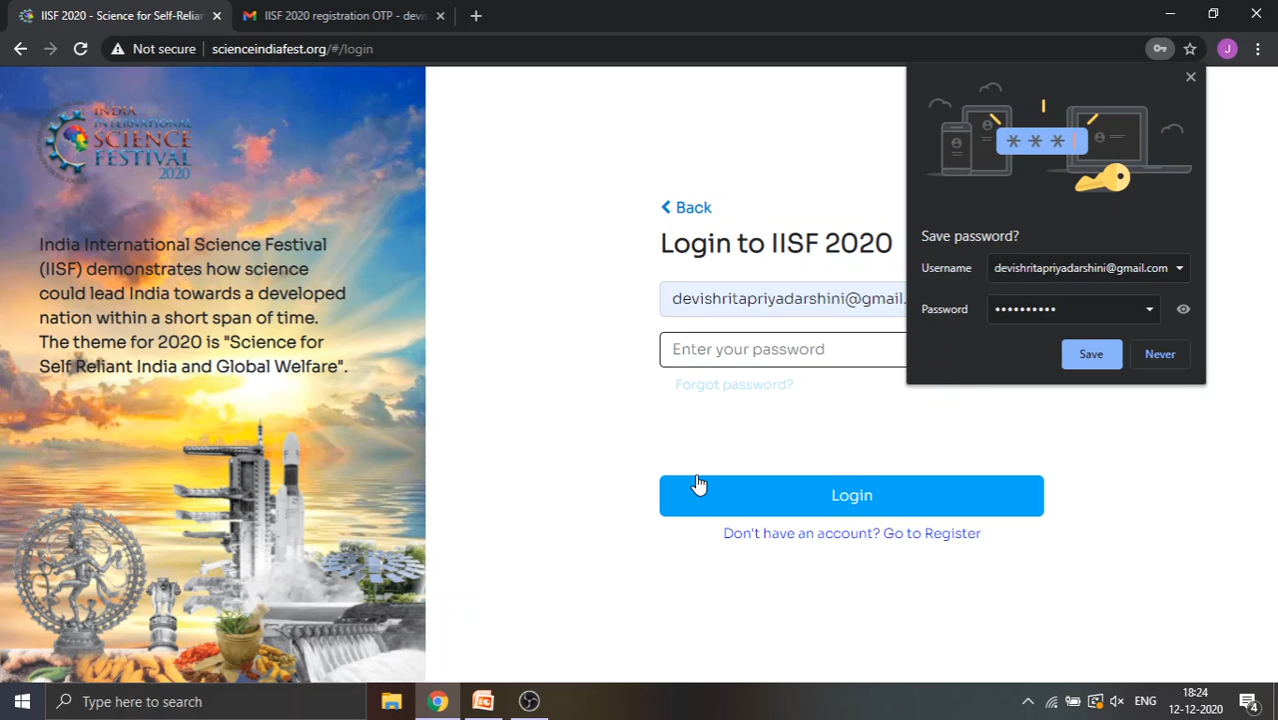 IISF 2020 - Science for Self-Relian
IISF 2020 registration OTP - devis
Not secure
scienceindiafest.org/#/login
J
INDIA
INTERNATIONAL
SCIENCE
FESTIVAL
2020
India International Science Festival
(IISF) demonstrates how science
could lead India towards a developed
nation within a short span of time.
The theme for 2020 is "Science for
Self Reliant India and Global Welfare".
Back
Login to IISF 2020
devishritapriyadarshini@gmail.
Enter your password
Forgot password?
Login
Don't have an account? Go to Register
Save password?
Username
devishritapriyadarshini@gmail.com
Password
••••••••••
Save
Never
Type here to search
ENG
18:24
12-12-2020
4